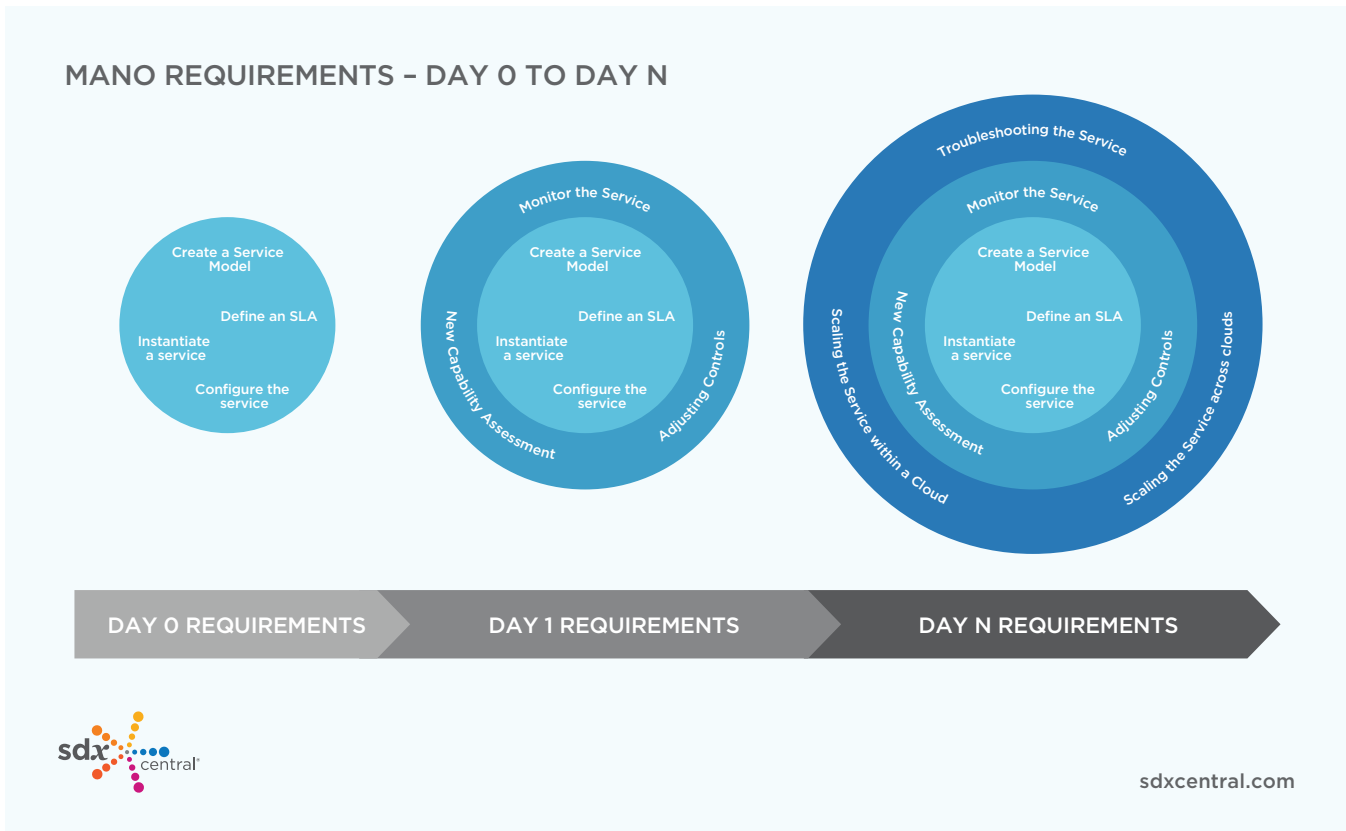 MANO REQUIREMENTS – DAY 0 TO DAY N
Create a Service
Model
Define an SLA
Instantiate
a service
Configure the
service
Monitor the Service
New Capability Assessment
Adjusting Controls
Create a Service
Model
Define an SLA
Instantiate
a service
Configure the
service
Troubleshooting the Service
Scaling the Service within a Cloud
Scaling the Service across clouds
Monitor the Service
New Capability Assessment
Adjusting Controls
Create a Service
Model
Define an SLA
Instantiate
a service
Configure the
service
DAY 0 REQUIREMENTS
DAY 1 REQUIREMENTS
DAY N REQUIREMENTS
sdx
central®
sdxcentral.com